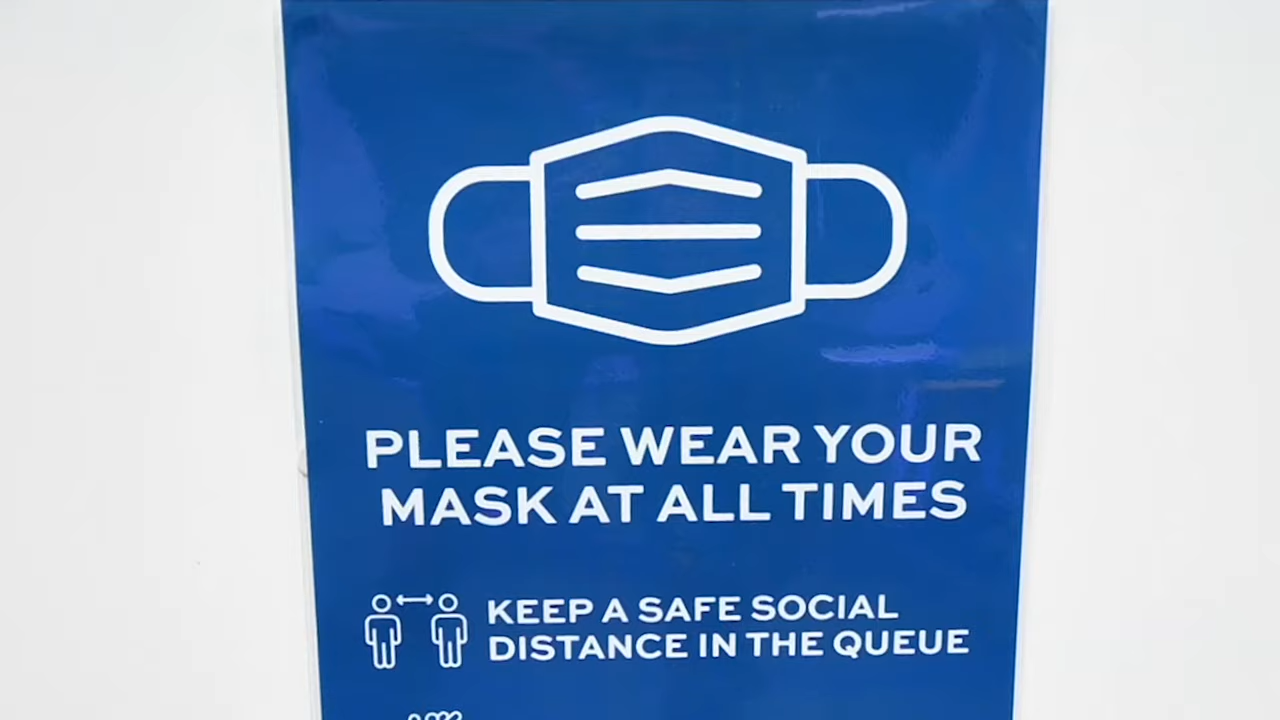 PLEASE WEAR YOUR
MASK AT ALL TIMES
KEEP A SAFE SOCIAL
DISTANCE IN THE QUEUE